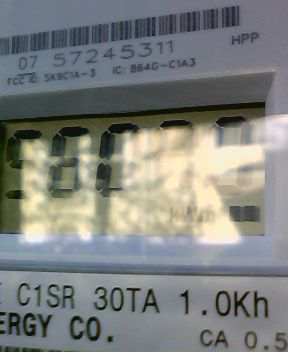 07 57245311 HPP
FCC ID: SK9C1A-3 IC: 864G-C1A3
kWh
C1SR 30TA 1.0Kh
ERGY CO. CA 0.5